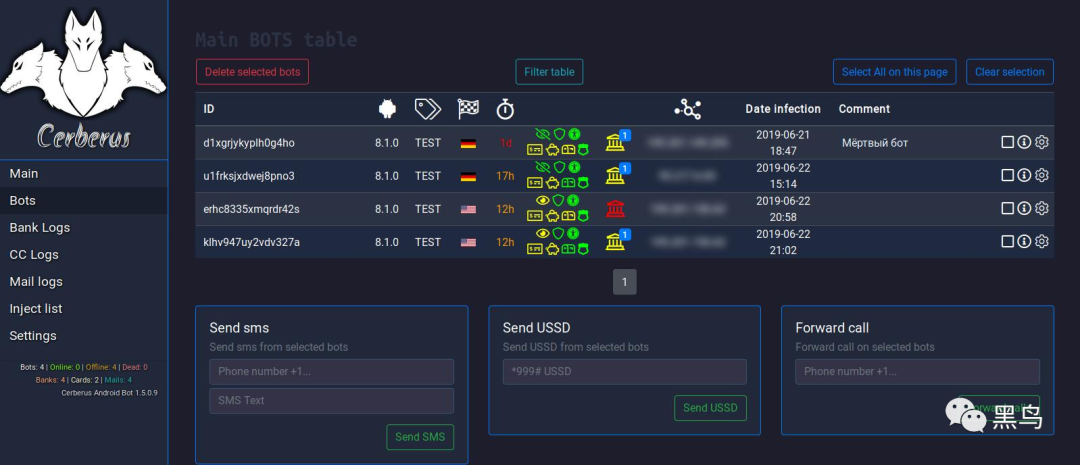 Cerberus
Main
Bots
Bank Logs
CC Logs
Mail logs
Inject list
Settings
Bots: 4 | Online: 0 | Offline: 4 | Dead: 0
Banks: 4 | Cards: 2 | Mails: 4
Cerberus Android Bot 1.5.0.9
Main BOTS table
Delete selected bots
Filter table
Select All on this page
Clear selection
ID
Date infection
Comment
d1xgrjykyplh0g4ho 8.1.0 TEST 1d 1 2019-06-21 Мёртвый бот
18:47
u1frksjxdwej8pno3 8.1.0 TEST 17h 1 2019-06-22
15:14
erhc8335xmqrdr42s 8.1.0 TEST 12h 2019-06-22
20:58
klhv947uy2vdv327a 8.1.0 TEST 12h 1 2019-06-22
21:02
1
Send sms
Send sms from selected bots
Phone number +1...
SMS Text
Send SMS
Send USSD
Send USSD from selected bots
*999# USSD
Send USSD
Forward call
Forward call on selected bots
Phone number +1...
黑鸟